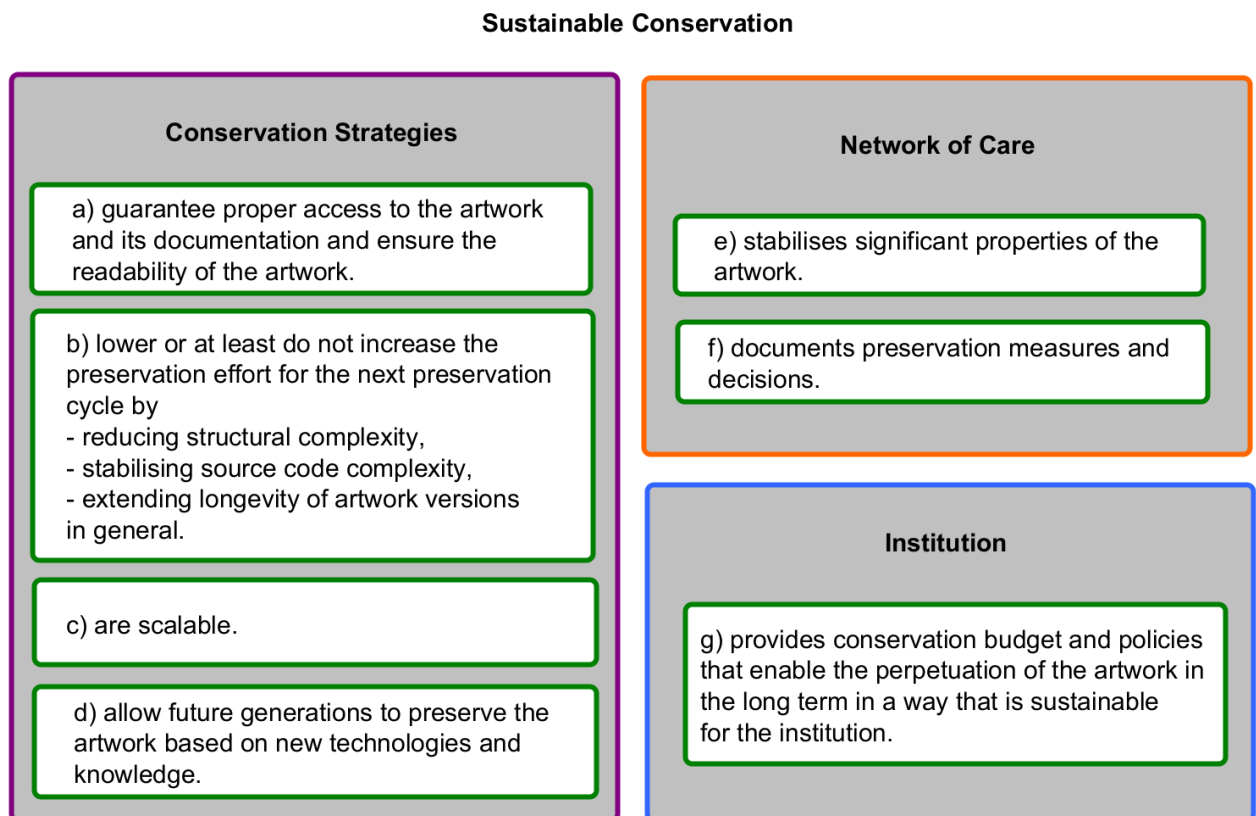 Sustainable Conservation
Conservation Strategies
a) guarantee proper access to the artwork
and its documentation and ensure the
readability of the artwork.
b) lower or at least do not increase the
preservation effort for the next preservation
cycle by
- reducing structural complexity,
- stabilising source code complexity,
- extending longevity of artwork versions
in general.
c) are scalable.
d) allow future generations to preserve the
artwork based on new technologies and
knowledge.
Network of Care
e) stabilises significant properties of the
artwork.
f) documents preservation measures and
decisions.
Institution
g) provides conservation budget and policies
that enable the perpetuation of the artwork in
the long term in a way that is sustainable
for the institution.